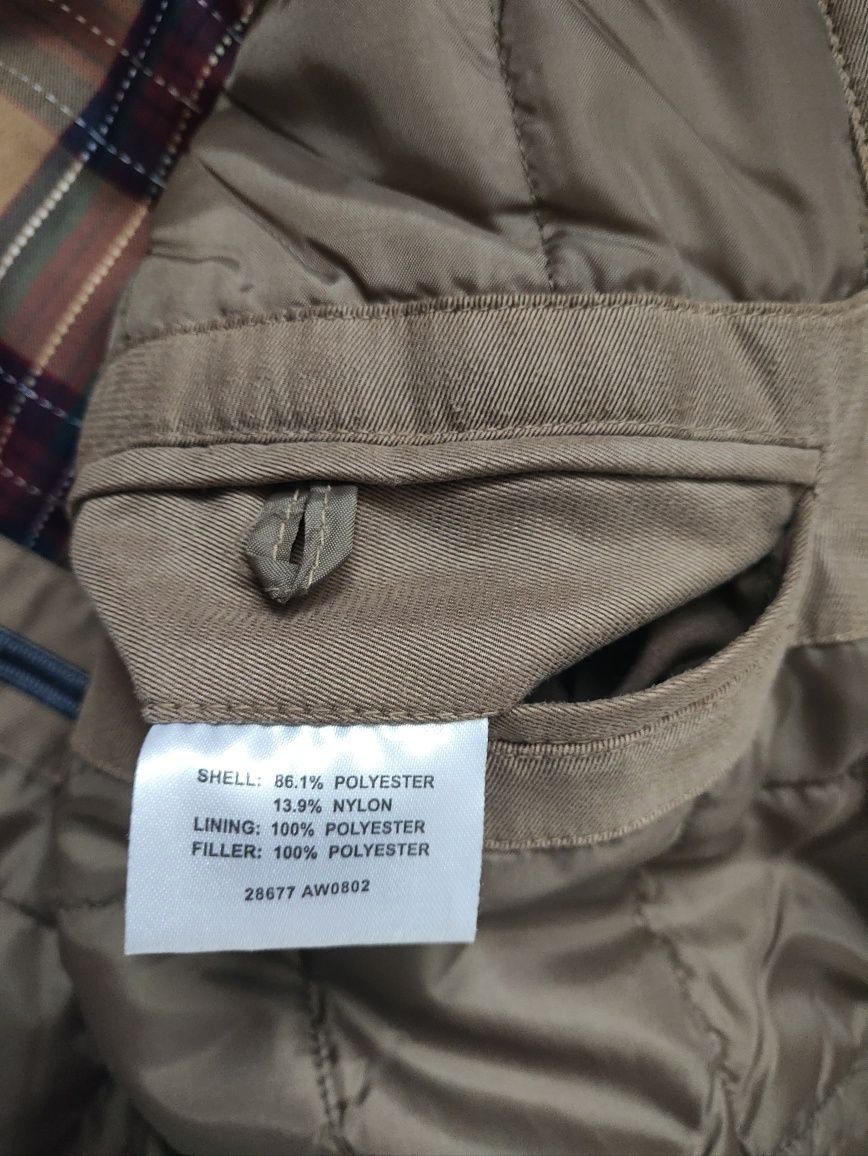 SHELL: 86.1% POLYESTER
13.9% NYLON
LINING: 100% POLYESTER
FILLER: 100% POLYESTER
28677 AW0802